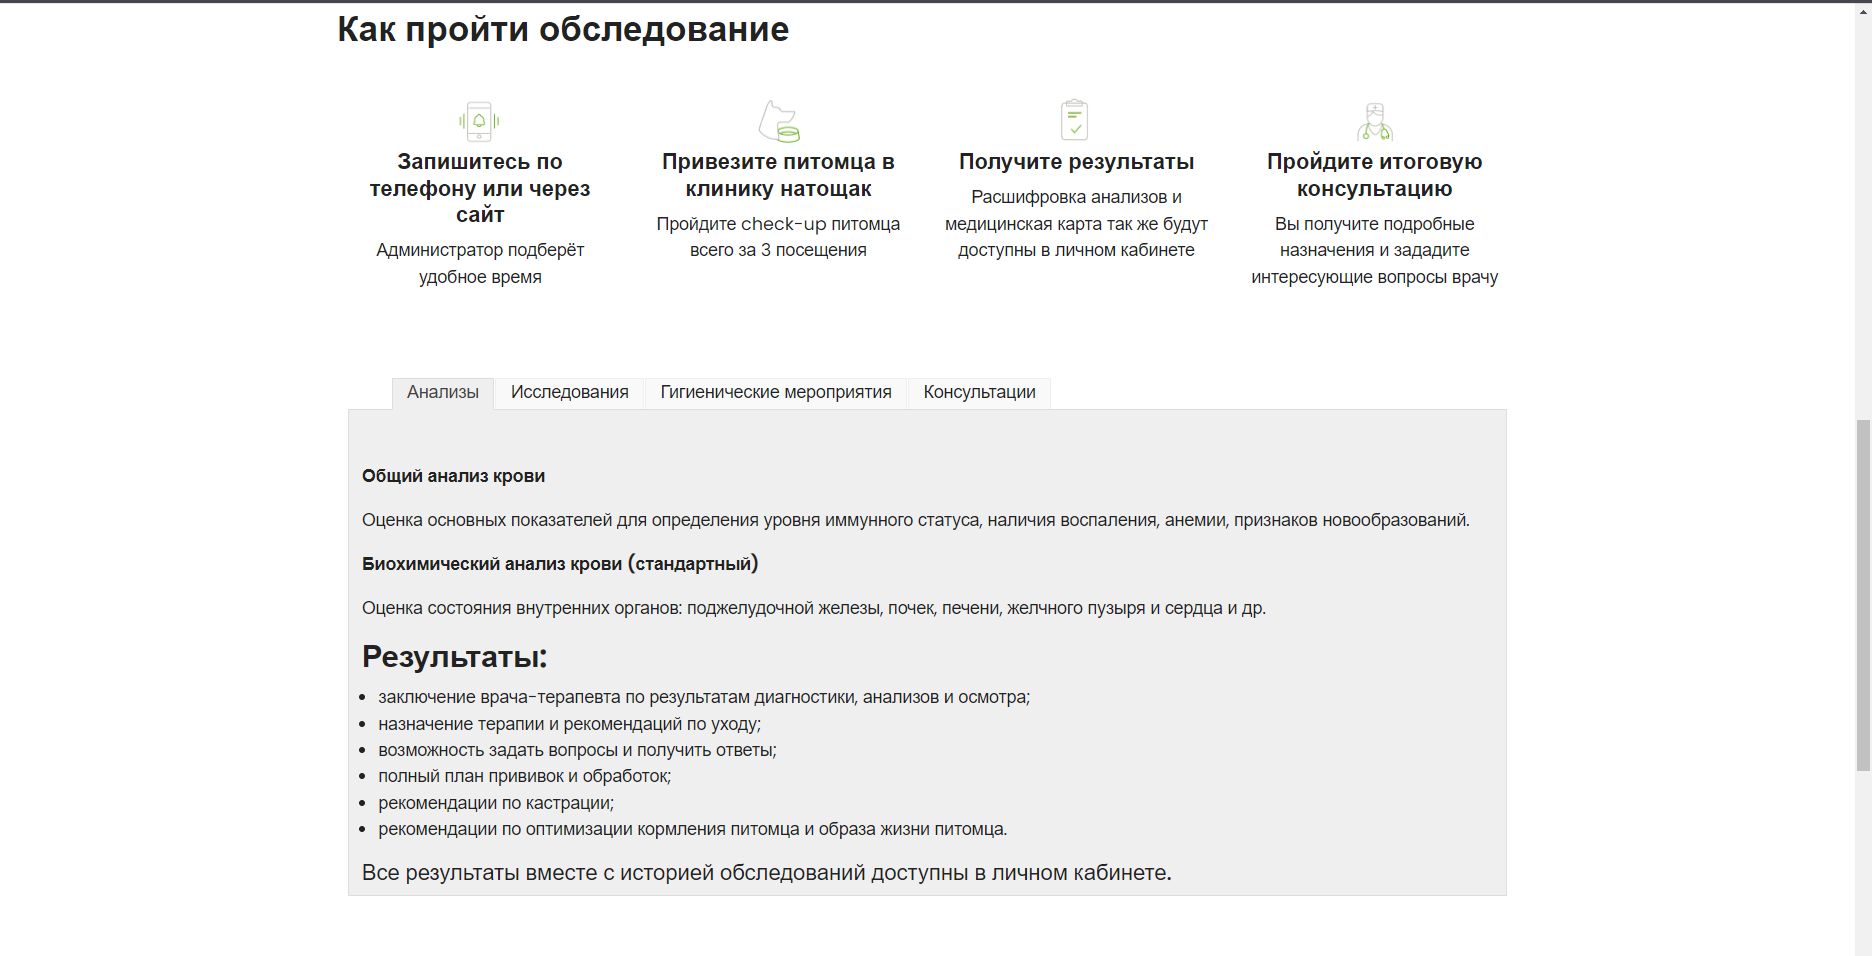 Как пройти обследование
Запишитесь по
телефону или через
сайт
Администратор подберёт
удобное время
Привезите питомца в
клинику натощак
Пройдите check-up питомца
всего за 3 посещения
Получите результаты
Расшифровка анализов и
медицинская карта так же будут
доступны в личном кабинете
Пройдите итоговую
консультацию
Вы получите подробные
назначения и зададите
интересующие вопросы врачу
Анализы
Исследования
Гигиенические мероприятия
Консультации
Общий анализ крови
Оценка основных показателей для определения уровня иммунного статуса, наличия воспаления, анемии, признаков новообразований.
Биохимический анализ крови (стандартный)
Оценка состояния внутренних органов: поджелудочной железы, почек, печени, желчного пузыря и сердца и др.
Результаты:
• заключение врача-терапевта по результатам диагностики, анализов и осмотра;
• назначение терапии и рекомендаций по уходу;
• возможность задать вопросы и получить ответы;
• полный план прививок и обработок;
• рекомендации по кастрации;
• рекомендации по оптимизации кормления питомца и образа жизни питомца.
Все результаты вместе с историей обследований доступны в личном кабинете.